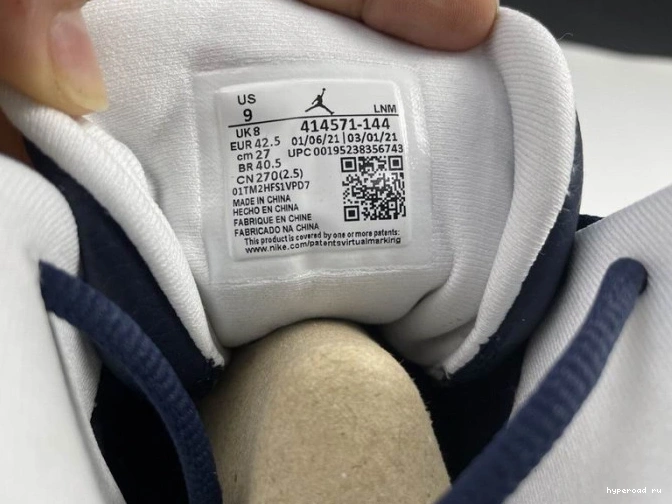 US
9 LNM
UK 8 414571-144
EUR 42.5 01/06/21 | 03/01/21
cm 27 UPC 00195238356743
BR 40.5
CN 270(2.5)
01TM2HFS1VPD7
MADE IN CHINA
HECHO EN CHINA
FABRIQUE EN CHINE
FABRICADO NA CHINA
This product is covered by one or more patents:
www.nike.com/patentsvirtualmarking
hyperoad.ru